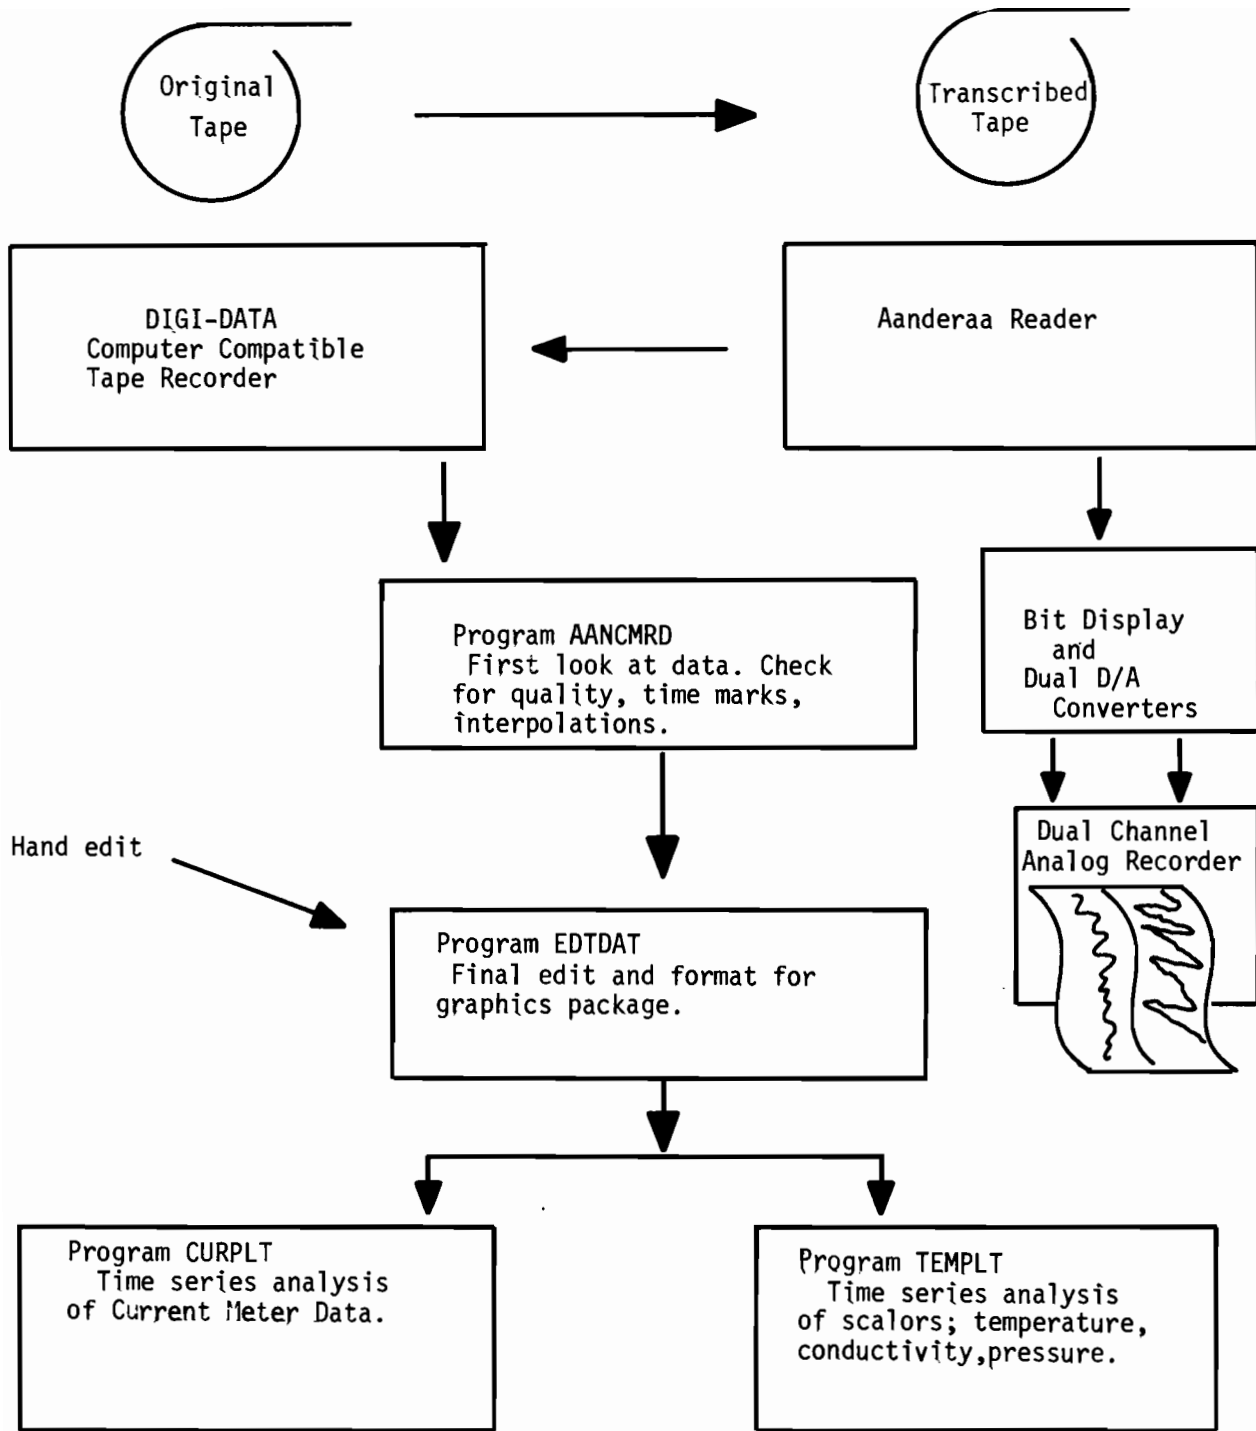 Original
Tape
Transcribed
Tape
DIGI-DATA
Computer Compatible
Tape Recorder
Aanderaa Reader
Program AANCMRD
First look at data. Check
for quality, time marks,
interpolations.
Bit Display
and
Dual D/A
Converters
Hand edit
Dual Channel
Analog Recorder
Program EDTDAT
Final edit and format for
graphics package.
Program CURPLT
Time series analysis
of Current Meter Data.
Program TEMPLT
Time series analysis
of scalors; temperature,
conductivity,pressure.